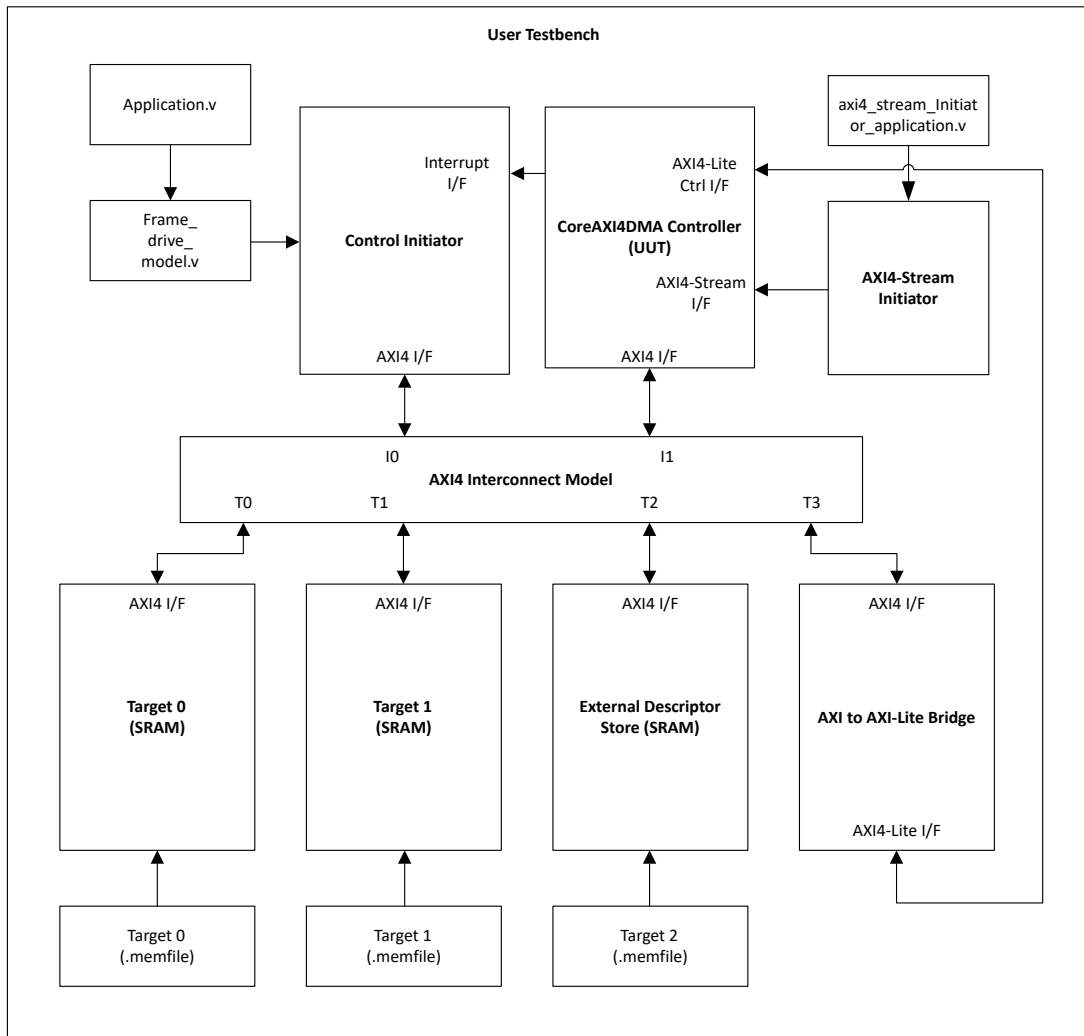 User Testbench
Application.v
axi4_stream_Initiat
or_application.v
Interrupt
I/F
AXI4-Lite
Ctrl I/F
Frame_
drive_
model.v
Control Initiator
CoreAXI4DMA Controller
(UUT)
AXI4-Stream
I/F
AXI4-Stream
Initiator
AXI4 I/F
AXI4 I/F
I0
I1
AXI4 Interconnect Model
T0
T1
T2
T3
AXI4 I/F
AXI4 I/F
AXI4 I/F
AXI4 I/F
Target 0
(SRAM)
Target 1
(SRAM)
External Descriptor
Store (SRAM)
AXI to AXI-Lite Bridge
AXI4-Lite I/F
Target 0
(.memfile)
Target 1
(.memfile)
Target 2
(.memfile)